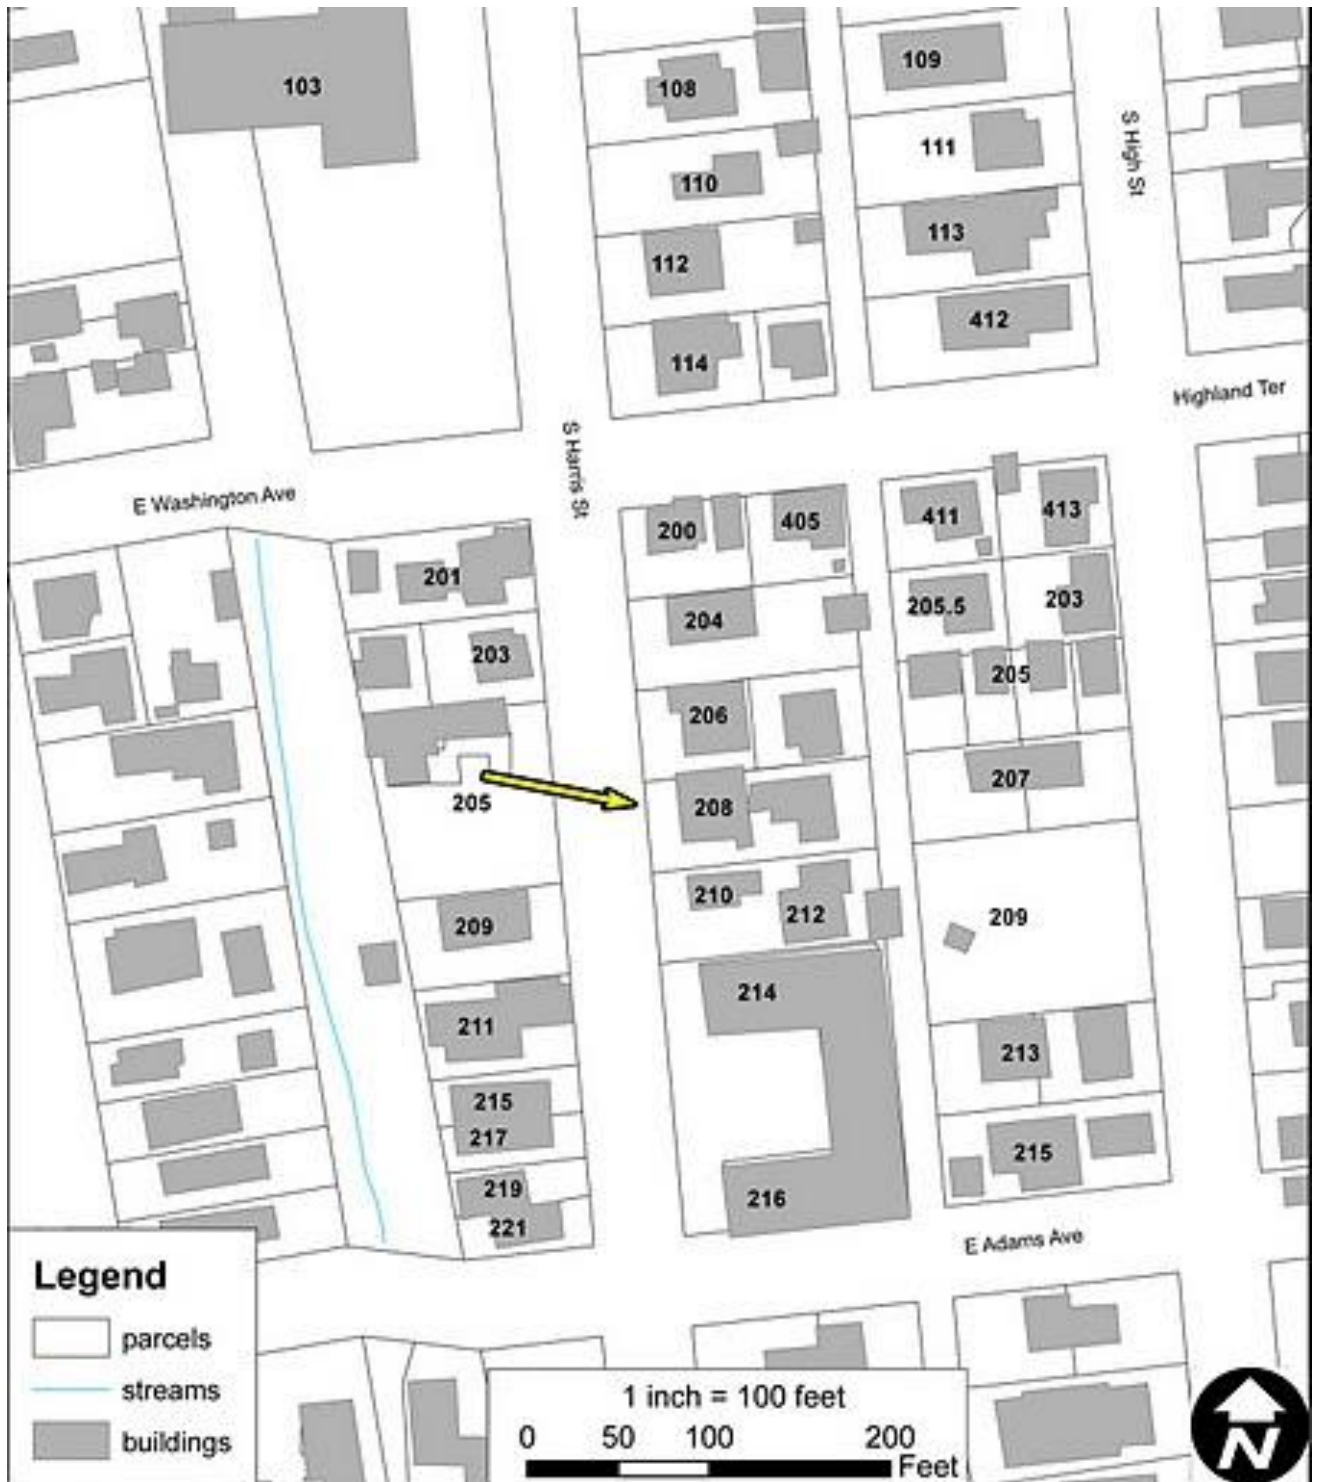 103
108
109
111
S High St
110
113
112
412
114
Highland Ter
S Harris St
E Washington Ave
200
405
411
413
201
204
205.5
203
203
205
206
207
205
208
210
212
209
209
214
211
213
215
217
215
219
216
221
E Adams Ave
Legend
parcels
streams
buildings
1 inch = 100 feet
0 50 100 200
Feet
N